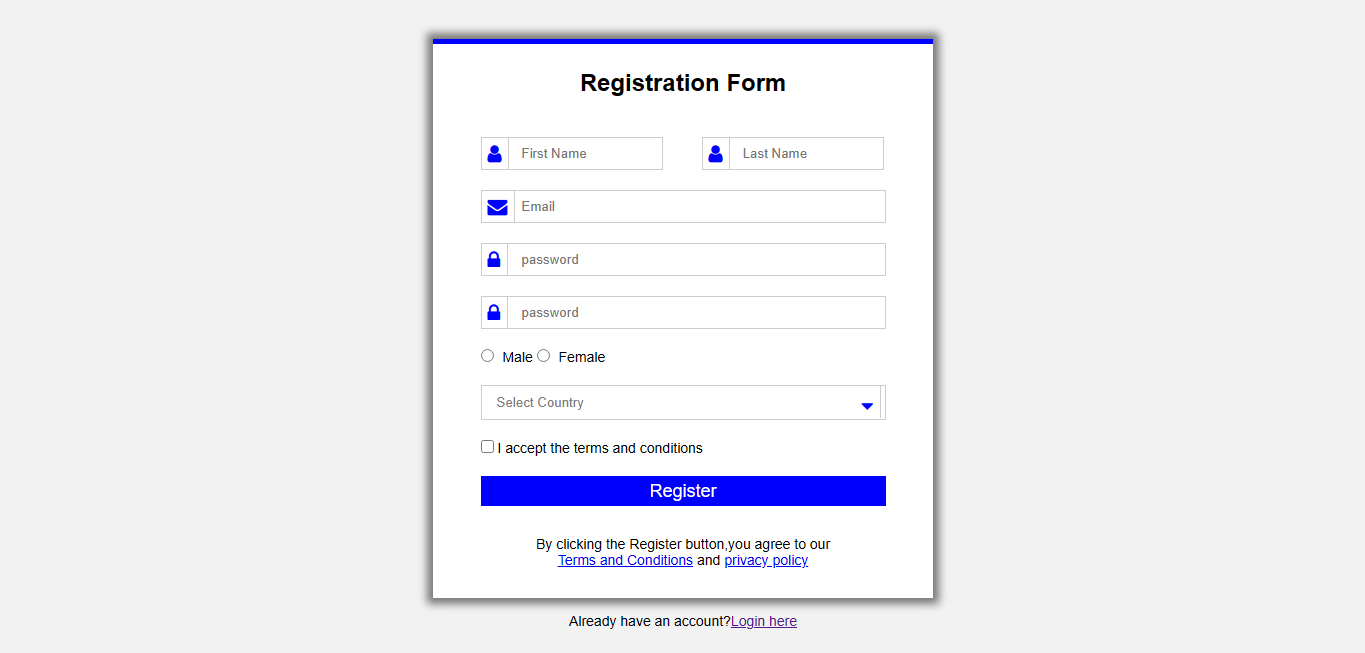 Registration Form
First Name Last Name
Email
password
password
Male Female
Select Country
I accept the terms and conditions
Register
By clicking the Register button,you agree to our
Terms and Conditions and privacy policy
Already have an account?Login here